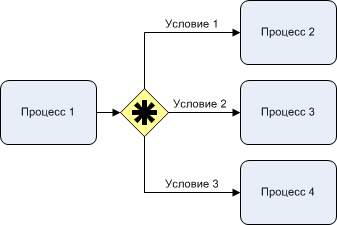 Условие 1
Процесс 2
Процесс 1
Условие 2
Процесс 3
Условие 3
Процесс 4